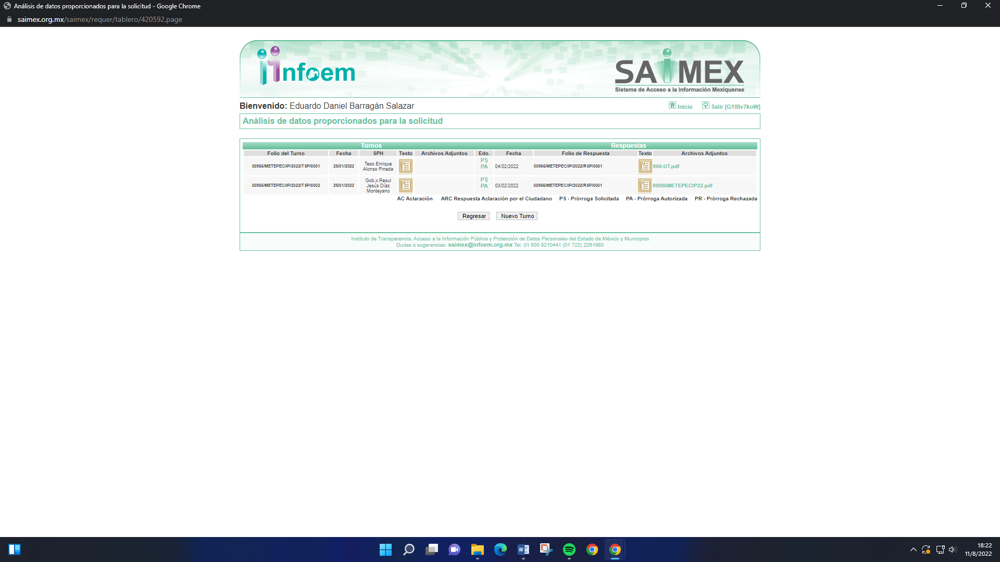 Análisis de datos proporcionados para la solicitud - Google Chrome
saimex.org.mx/saimex/requer/tablero/420592.page
infoem
SAIMEX
Sistema de Acceso a la Información Mexiquense
Bienvenido: Eduardo Daniel Barragán Salazar
Inicio Salir [G1IBv7koW]
Análisis de datos proporcionados para la solicitud
Turnos Respuestas
Folio del Turno Fecha SPH Texto Archivos Adjuntos Edo. Fecha Folio de Respuesta Texto Archivos Adjuntos
00966/METEPEC/IP/2022/TSP/0001 25/01/2022 Teso Enrique Alonso Pineda PS PA 04/02/2022 00966/METEPEC/IP/2022/RSP/0001 966-UT.pdf
00966/METEPEC/IP/2022/TSP/0002 25/01/2022 Gob.x.Resul Jesús Díaz Monteyano PS PA 03/02/2022 00966/METEPEC/IP/2022/RSP/0001 00996METEPECIP22.pdf
AC Aclaración ARC Respuesta Aclaración por el Ciudadano PS - Prórroga Solicitada PA - Prórroga Autorizada PR - Prórroga Rechazada
Regresar Nuevo Turno
Instituto de Transparencia, Acceso a la Información Pública y Protección de Datos Personales del Estado de México y Municipios
Dudas o sugerencias: saimex@infoem.org.mx Tel. 01 800 8210441 (01 722) 2261980
18:22
11/8/2022